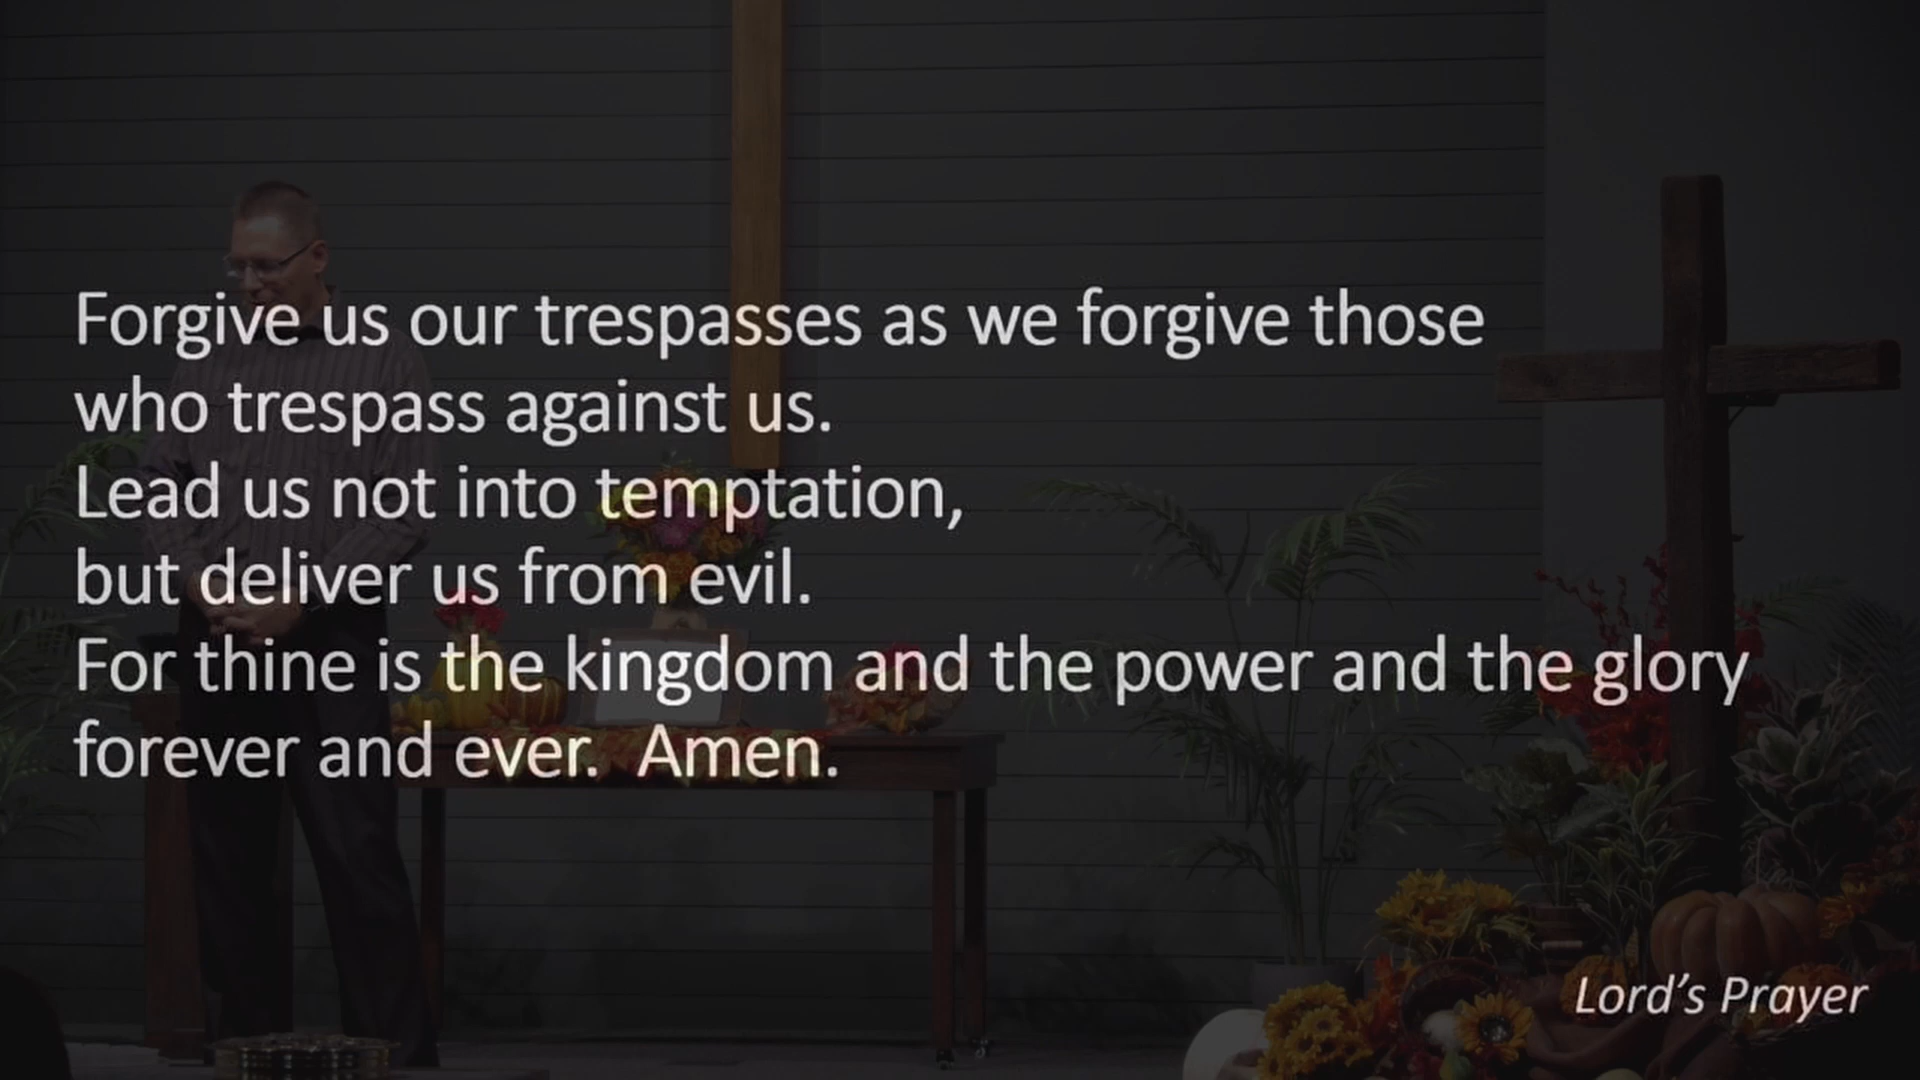 Forgive us our trespasses as we forgive those
who trespass against us.
Lead us not into temptation,
but deliver us from evil.
For thine is the kingdom and the power and the glory
forever and ever.  Amen.
Lord’s Prayer